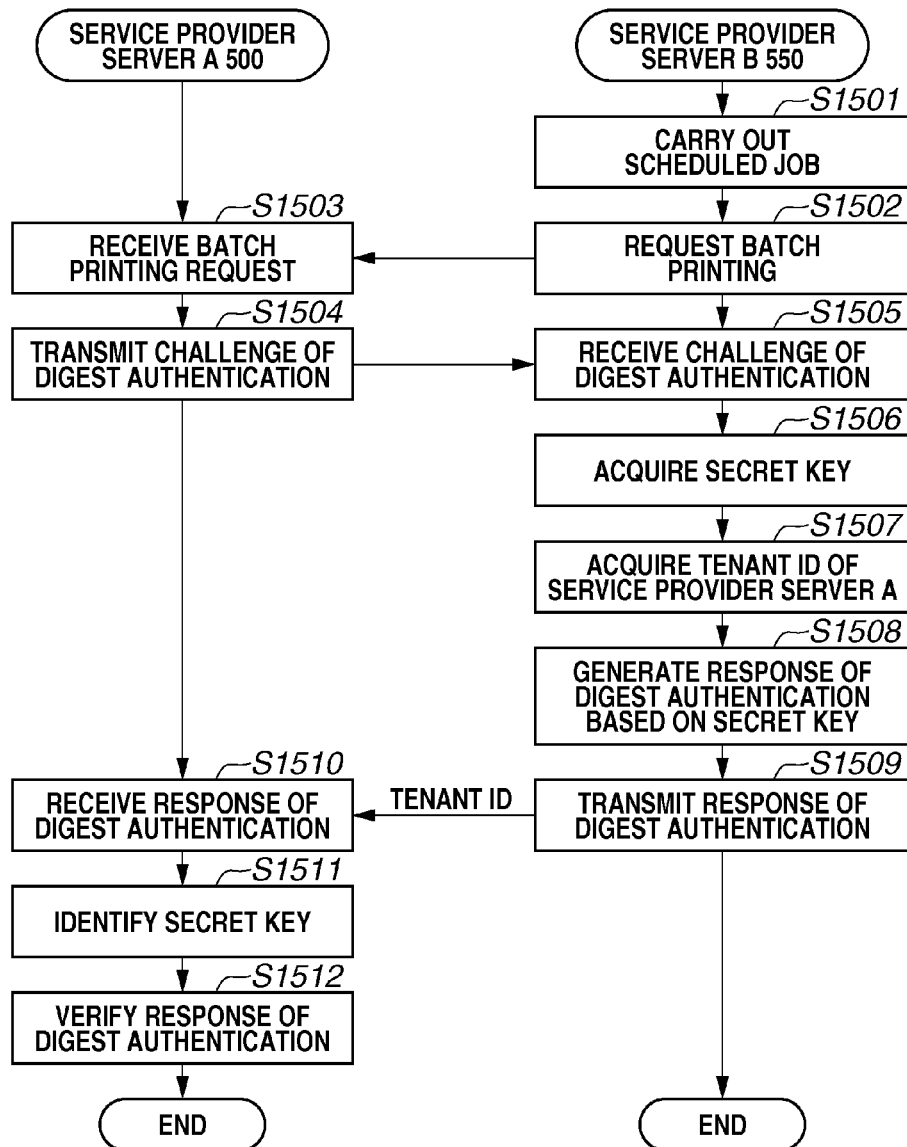 SERVICE PROVIDER
SERVER A 500
SERVICE PROVIDER
SERVER B 550
S1501
CARRY OUT
SCHEDULED JOB
S1503
RECEIVE BATCH
PRINTING REQUEST
S1502
REQUEST BATCH
PRINTING
S1504
TRANSMIT CHALLENGE OF
DIGEST AUTHENTICATION
S1505
RECEIVE CHALLENGE OF
DIGEST AUTHENTICATION
S1506
ACQUIRE SECRET KEY
S1507
ACQUIRE TENANT ID OF
SERVICE PROVIDER SERVER A
S1508
GENERATE RESPONSE OF
DIGEST AUTHENTICATION
BASED ON SECRET KEY
S1510
RECEIVE RESPONSE OF
DIGEST AUTHENTICATION
TENANT ID
S1509
TRANSMIT RESPONSE OF
DIGEST AUTHENTICATION
S1511
IDENTIFY SECRET KEY
S1512
VERIFY RESPONSE OF
DIGEST AUTHENTICATION
END
END